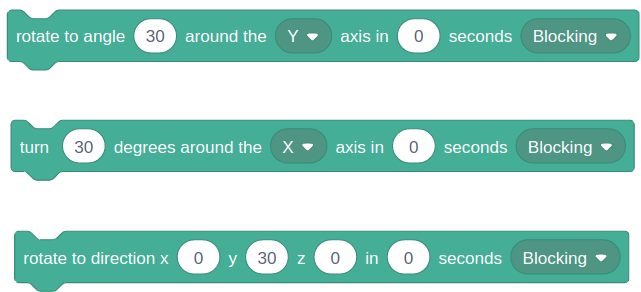 rotate to angle 30 around the Y axis in 0 seconds Blocking
turn 30 degrees around the X axis in 0 seconds Blocking
rotate to direction x 0 y 30 z 0 in 0 seconds Blocking